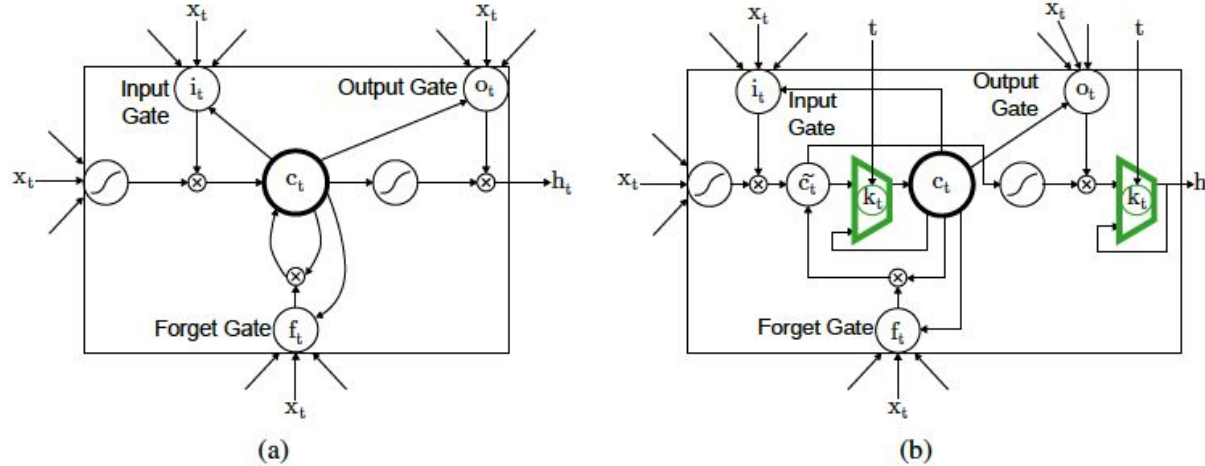 x_t
x_t
Input
Gate
i_t
Output Gate
o_t
x_t
c_t
h_t
Forget Gate
f_t
x_t
(a)
x_t
t
x_t
t
i_t
Input
Gate
Output
Gate
o_t
x_t
c̃_t
k_t
c_t
k_t
h
Forget Gate
f_t
x_t
(b)